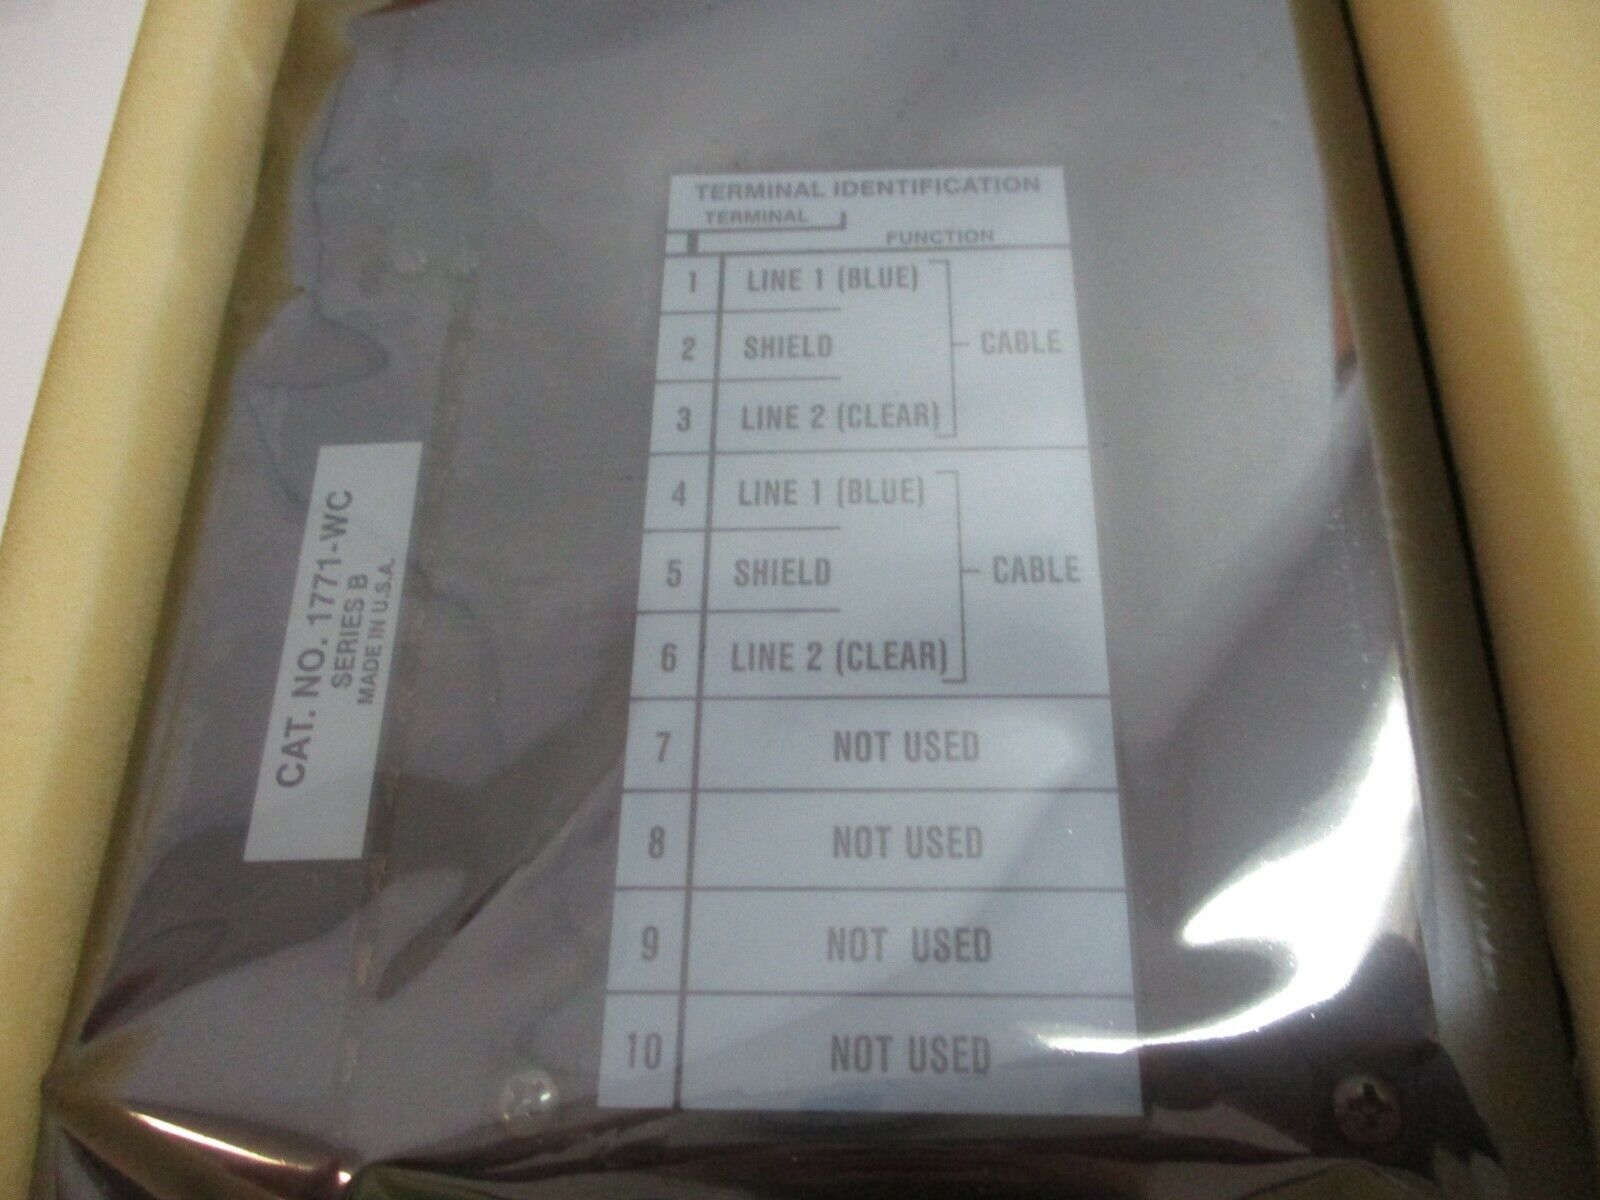 TERMINAL IDENTIFICATION
TERMINAL
FUNCTION
1 LINE 1 (BLUE)
2 SHIELD CABLE
3 LINE 2 (CLEAR)
4 LINE 1 (BLUE)
5 SHIELD CABLE
6 LINE 2 (CLEAR)
7 NOT USED
8 NOT USED
9 NOT USED
10 NOT USED
CAT. NO. 1771-WC
SERIES B
MADE IN U.S.A.